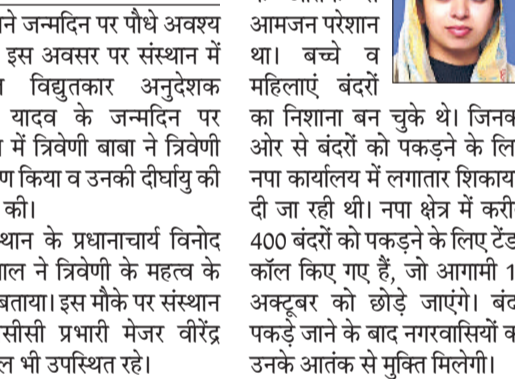 ने जन्मदिन पर पौधे अवश्य
इस अवसर पर संस्थान में
विद्युतकार अनुदेशक
यादव के जन्मदिन पर
में त्रिवेणी बाबा ने त्रिवेणी
ण किया व उनकी दीर्घायु की
की।
थान के प्रधानाचार्य विनोद
ाल ने त्रिवेणी के महत्व के
बताया। इस मौके पर संस्थान
सीसी प्रभारी मेजर वीरेंद्र
ल भी उपस्थित रहे।
आमजन परेशान
था। बच्चे व
महिलाएं बंदरों
का निशाना बन चुके थे। जिनक
ओर से बंदरों को पकड़ने के लि
नपा कार्यालय में लगातार शिकाय
दी जा रही थी। नपा क्षेत्र में करी
400 बंदरों को पकड़ने के लिए टेंड
कॉल किए गए हैं, जो आगामी 1
अक्टूबर को छोड़े जाएंगे। बंद
पकड़े जाने के बाद नगरवासियों क
उनके आतंक से मुक्ति मिलेगी।